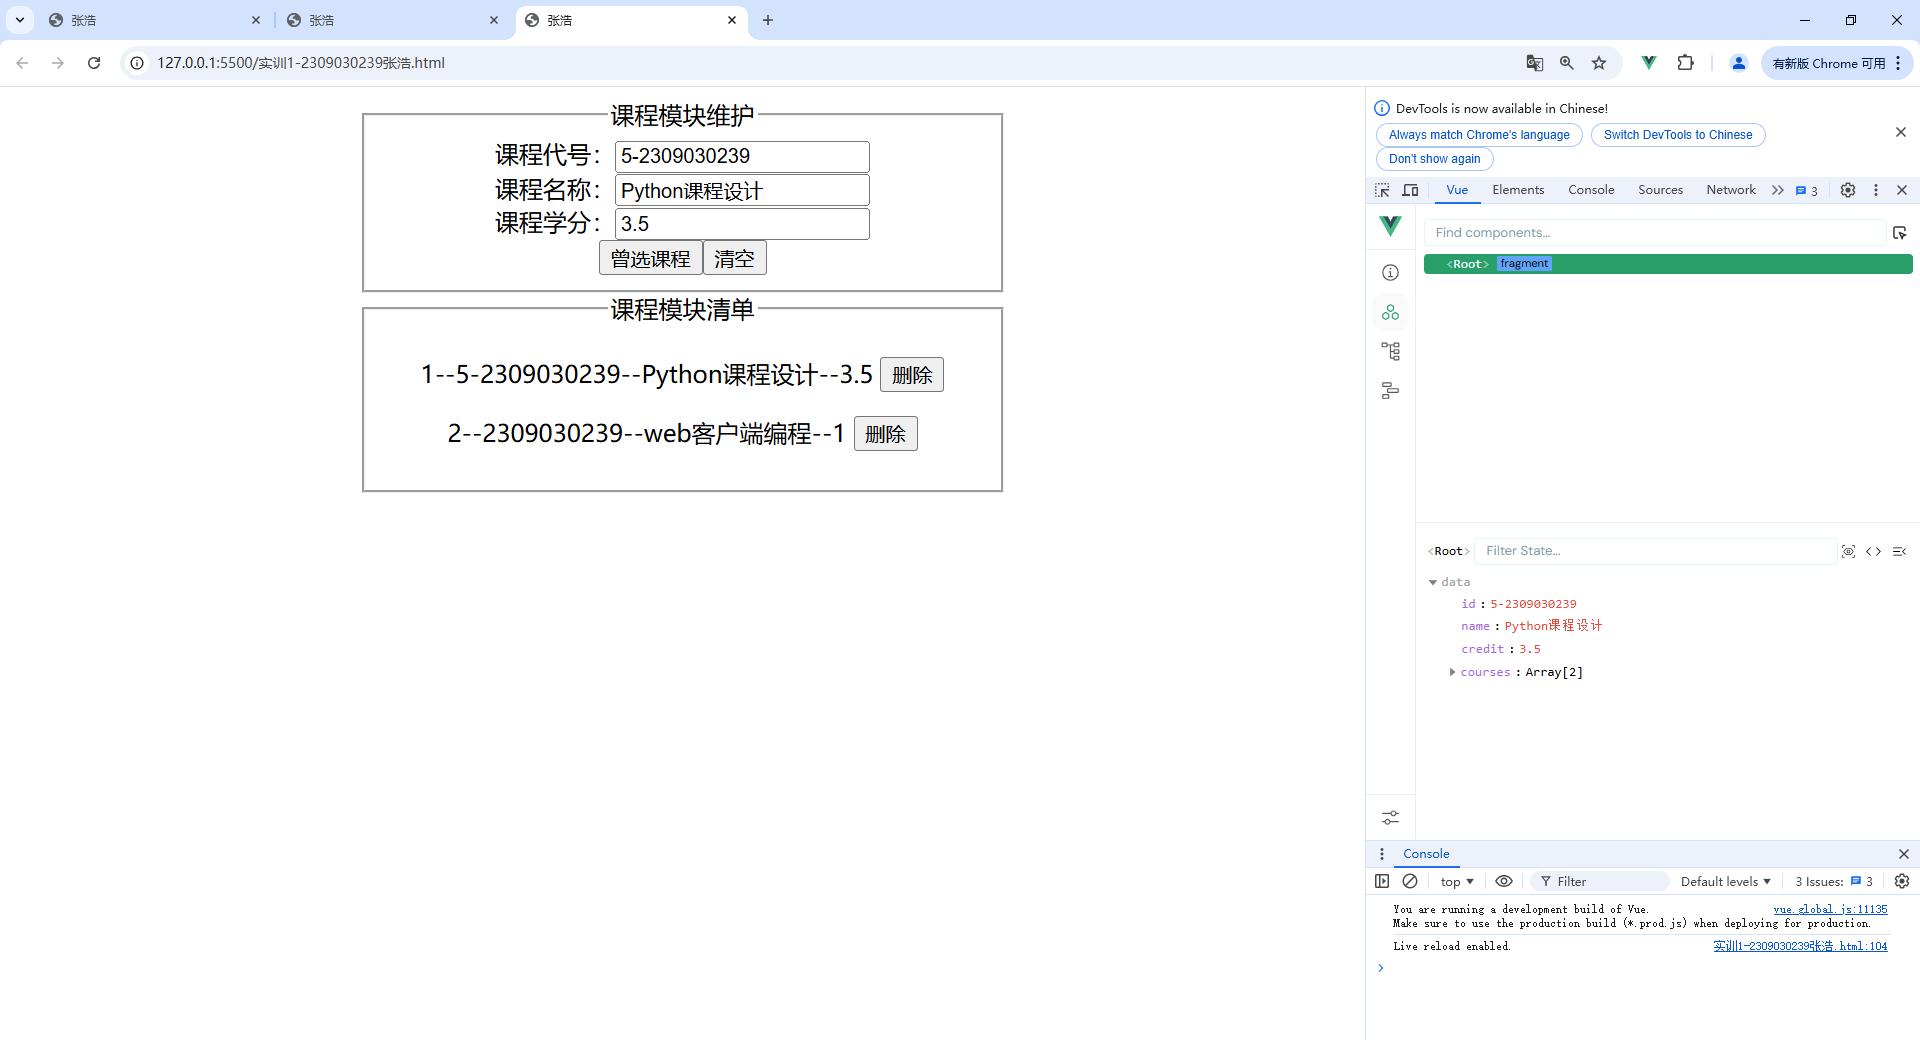 张浩
张浩
张浩
127.0.0.1:5500/实训1-2309030239张浩.html
有新版 Chrome 可用
课程模块维护
课程代号： 5-2309030239
课程名称： Python课程设计
课程学分： 3.5
曾选课程 清空
课程模块清单
1--5-2309030239--Python课程设计--3.5 删除
2--2309030239--web客户端编程--1 删除
DevTools is now available in Chinese!
Always match Chrome's language Switch DevTools to Chinese
Don't show again
Vue Elements Console Sources Network 3
Find components...
<Root> fragment
<Root> Filter State...
data
id : 5-2309030239
name : Python课程设计
credit : 3.5
courses : Array[2]
Console
top Filter Default levels 3 Issues: 3
You are running a development build of Vue. vue.global.js:11135
Make sure to use the production build (*.prod.js) when deploying for production.
Live reload enabled. 实训1-2309030239张浩.html:104